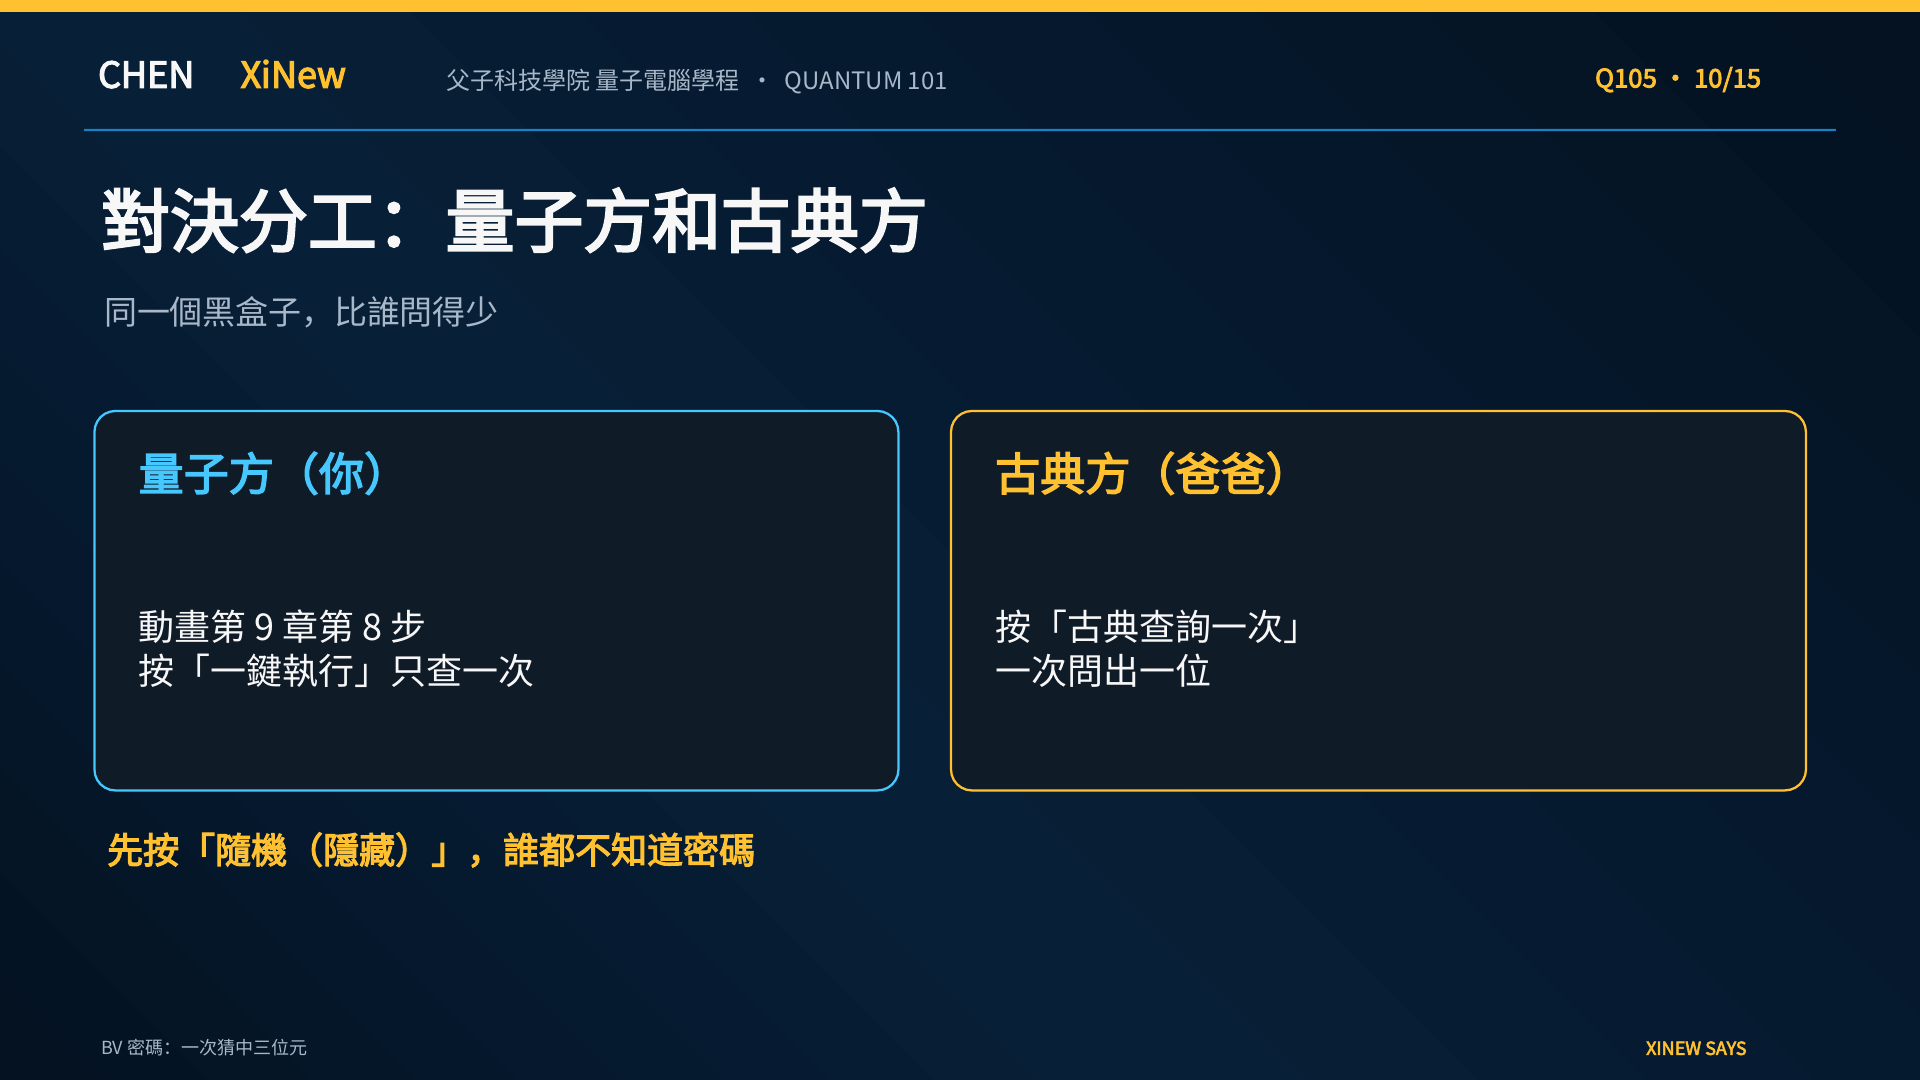 CHEN XiNew 父子科技學院 量子電腦學程 • QUANTUM 101 Q105 • 10/15
對決分工：量子方和古典方
同一個黑盒子，比誰問得少
量子方（你）
動畫第 9 章第 8 步
按「一鍵執行」只查一次
古典方（爸爸）
按「古典查詢一次」
一次問出一位
先按「隨機（隱藏）」，誰都不知道密碼
BV 密碼：一次猜中三位元
XINEW SAYS